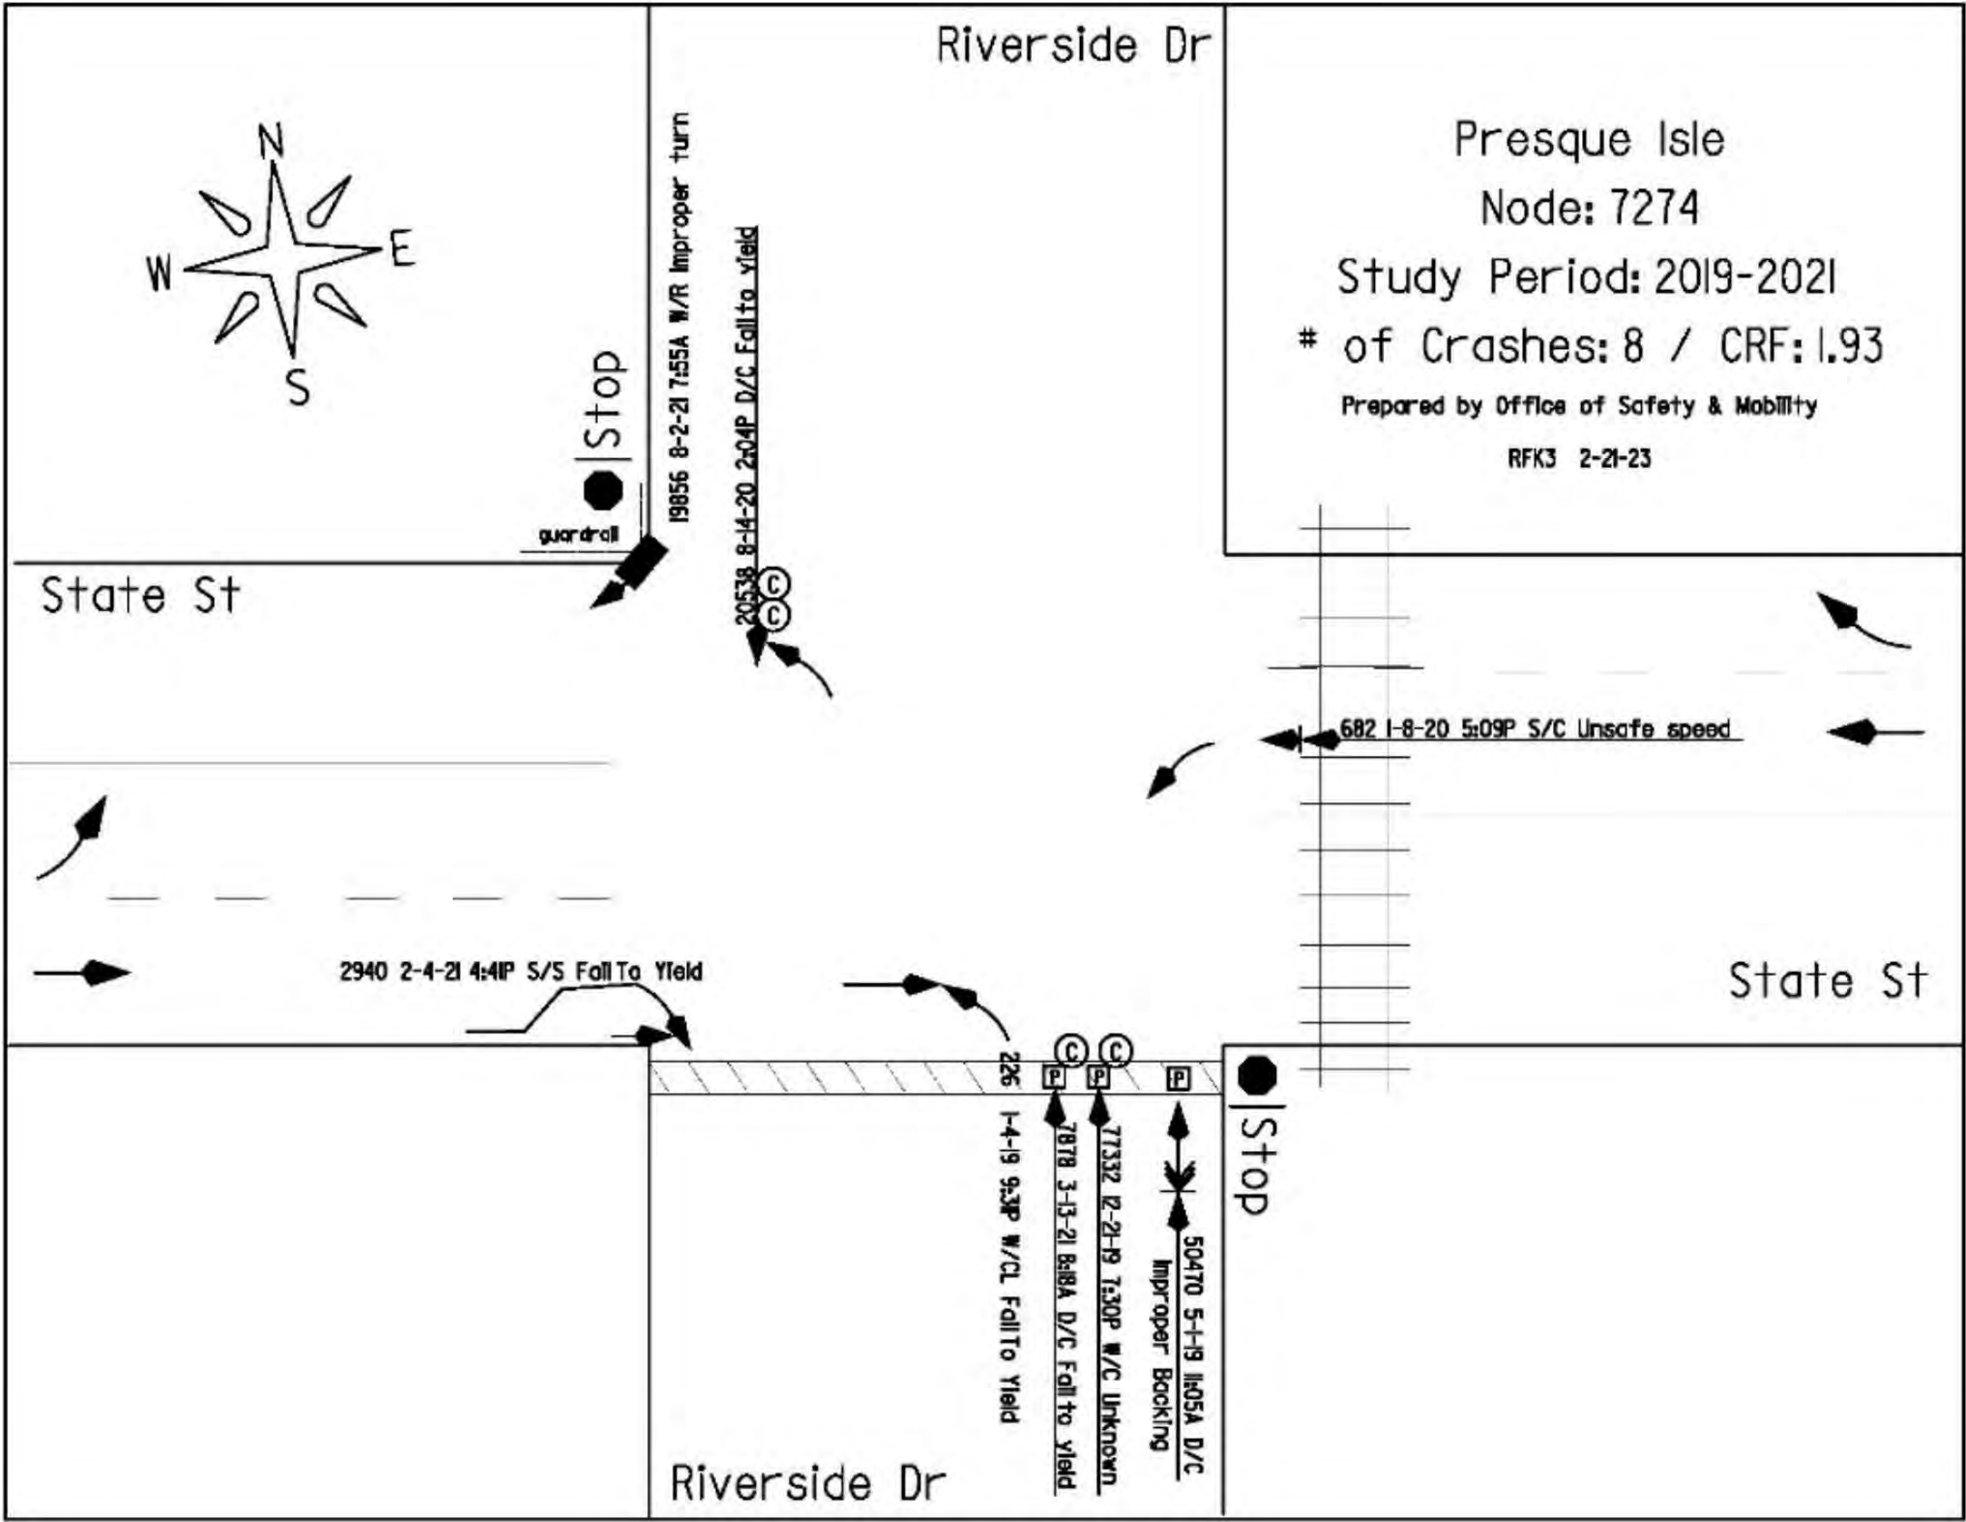 Riverside Dr
Presque Isle
Node: 7274
Study Period: 2019-2021
# of Crashes: 8 / CRF: 1.93
Prepared by Office of Safety & Mobility
RFK3 2-21-23
N
W
E
S
Stop
guardrail
19856 8-2-21 7:55A W/R Improper turn
20538 8-14-20 2:04P D/C Fail to yield
C
C
State St
682 1-8-20 5:09P S/C Unsafe speed
2940 2-4-21 4:41P S/S Fail To Yield
State St
C
C
P
P
P
Stop
226 1-4-19 9:31P W/CL Fail To Yield
7878 3-13-21 8:18A D/C Fail to yield
77332 12-21-19 7:30P W/C Unknown
50470 5-1-19 11:05A D/C
Improper Backing
Riverside Dr